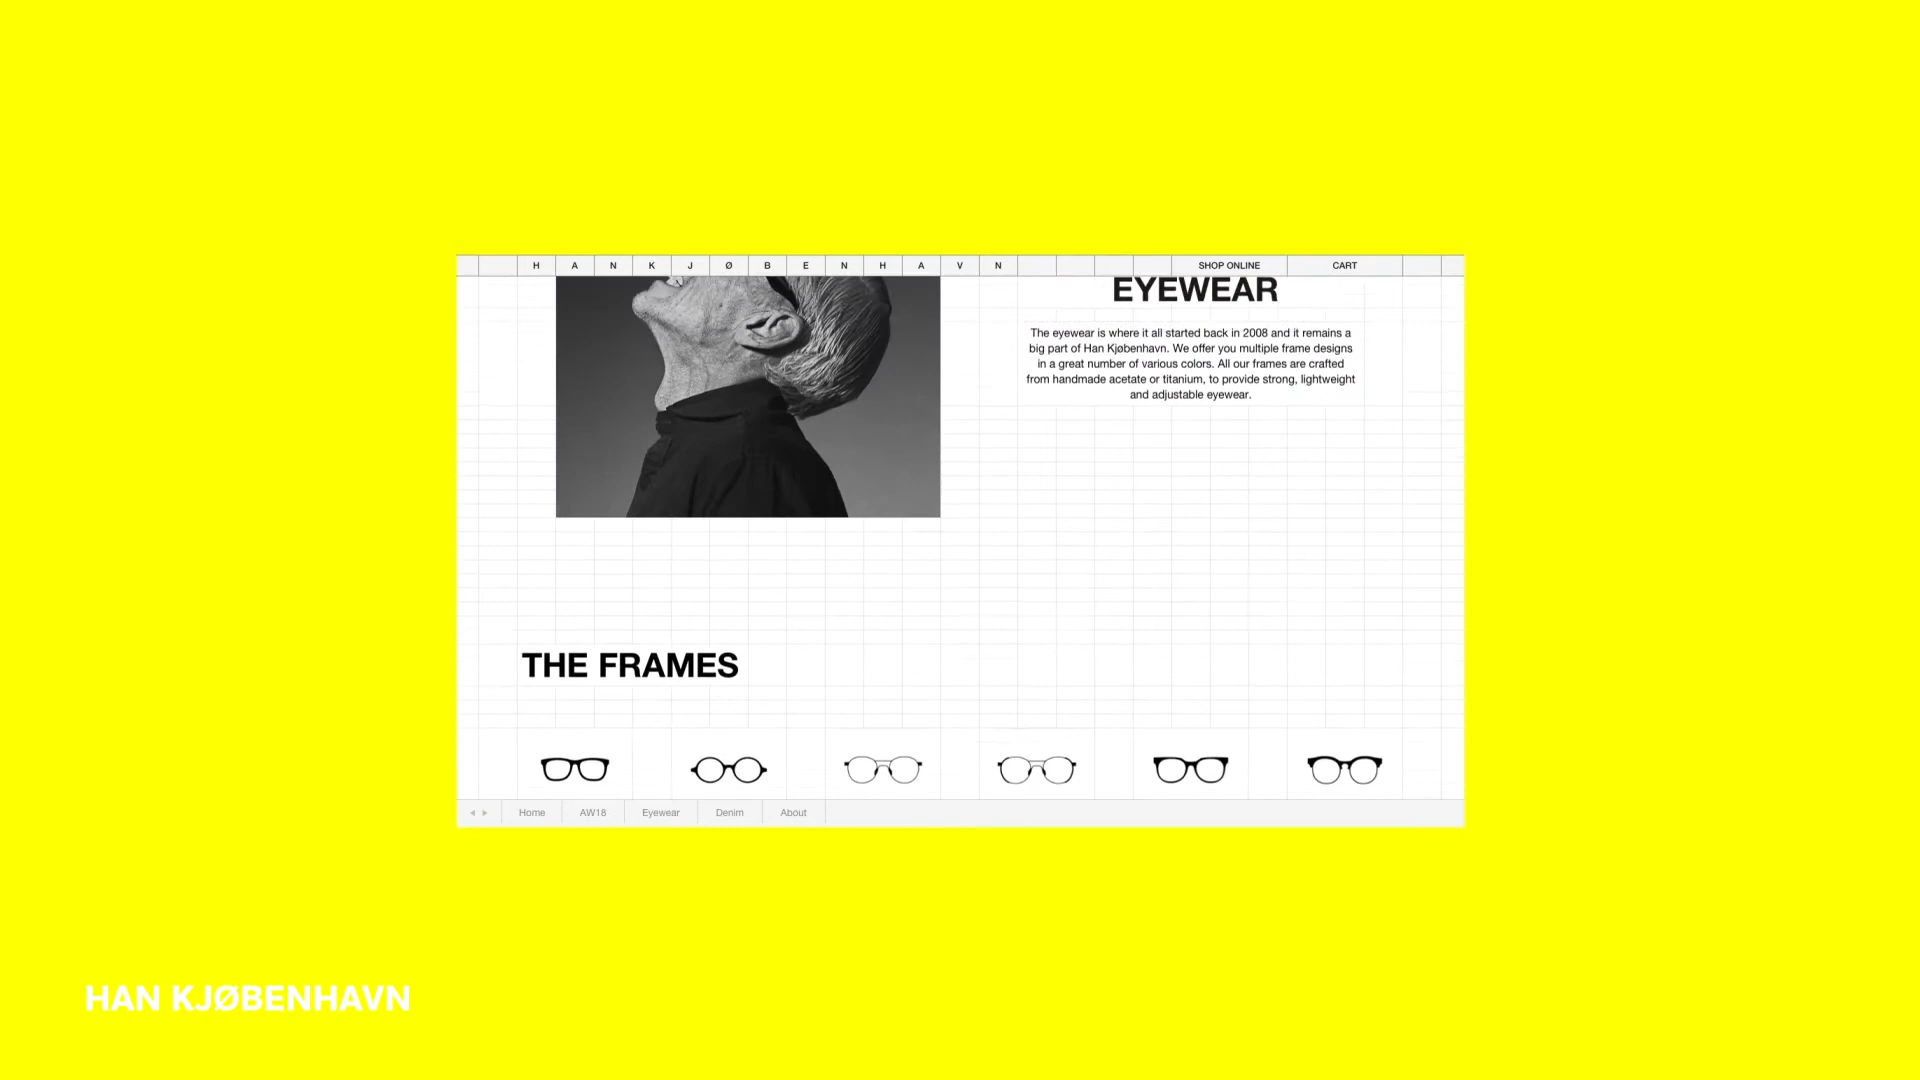 H A N K J Ø B E N H A V N SHOP ONLINE CART
EYEWEAR
The eyewear is where it all started back in 2008 and it remains a
big part of Han Kjøbenhavn. We offer you multiple frame designs
in a great number of various colors. All our frames are crafted
from handmade acetate or titanium, to provide strong, lightweight
and adjustable eyewear.
THE FRAMES
Home AW18 Eyewear Denim About
HAN KJØBENHAVN